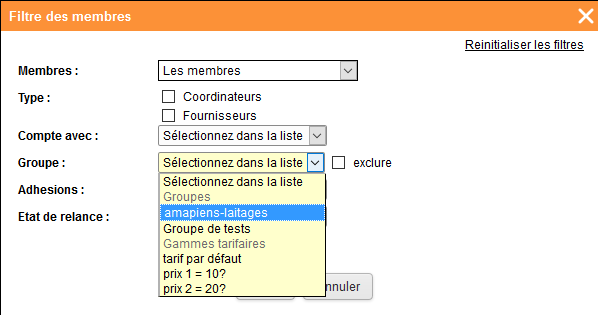 Filtre des membres
Reinitialiser les filtres
Membres : Les membres
Type : Coordinateurs
Fournisseurs
Compte avec : Sélectionnez dans la liste
Groupe : Sélectionnez dans la liste exclure
Sélectionnez dans la liste
Adhesions :
Groupes
amapiens-laitages
Etat de relance :
Groupe de tests
Gammes tarifaires
tarif par défaut
prix 1 = 10?
prix 2 = 20?